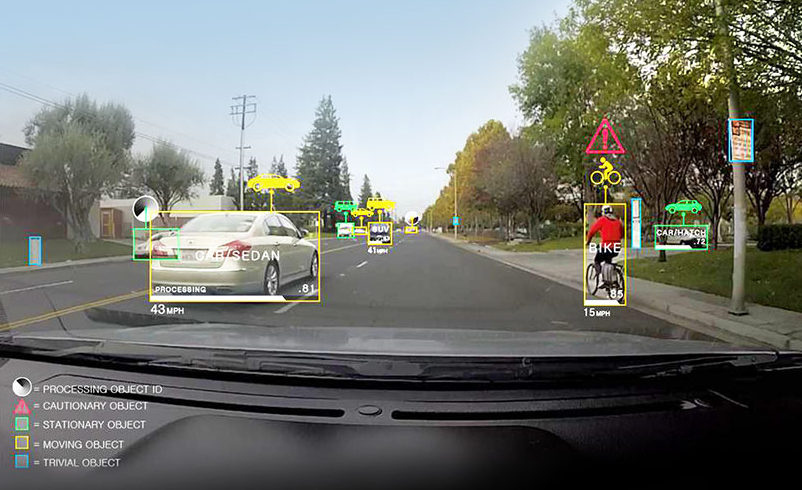 CAR/SEDAN
PROCESSING
.81
43 MPH
SUV
41 MPH
BIKE
.85
15 MPH
CAR/HATCH
.72
= PROCESSING OBJECT ID
= CAUTIONARY OBJECT
= STATIONARY OBJECT
= MOVING OBJECT
= TRIVIAL OBJECT